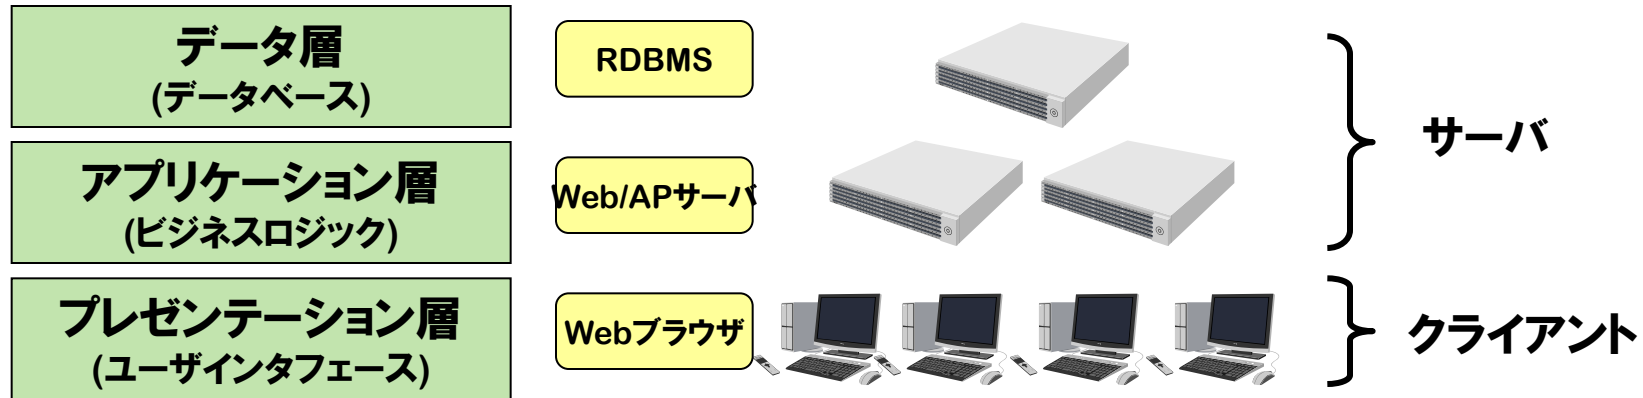 データ層
(データベース)
RDBMS
サーバ
アプリケーション層
(ビジネスロジック)
Web/APサーバ
プレゼンテーション層
(ユーザインタフェース)
Webブラウザ
クライアント